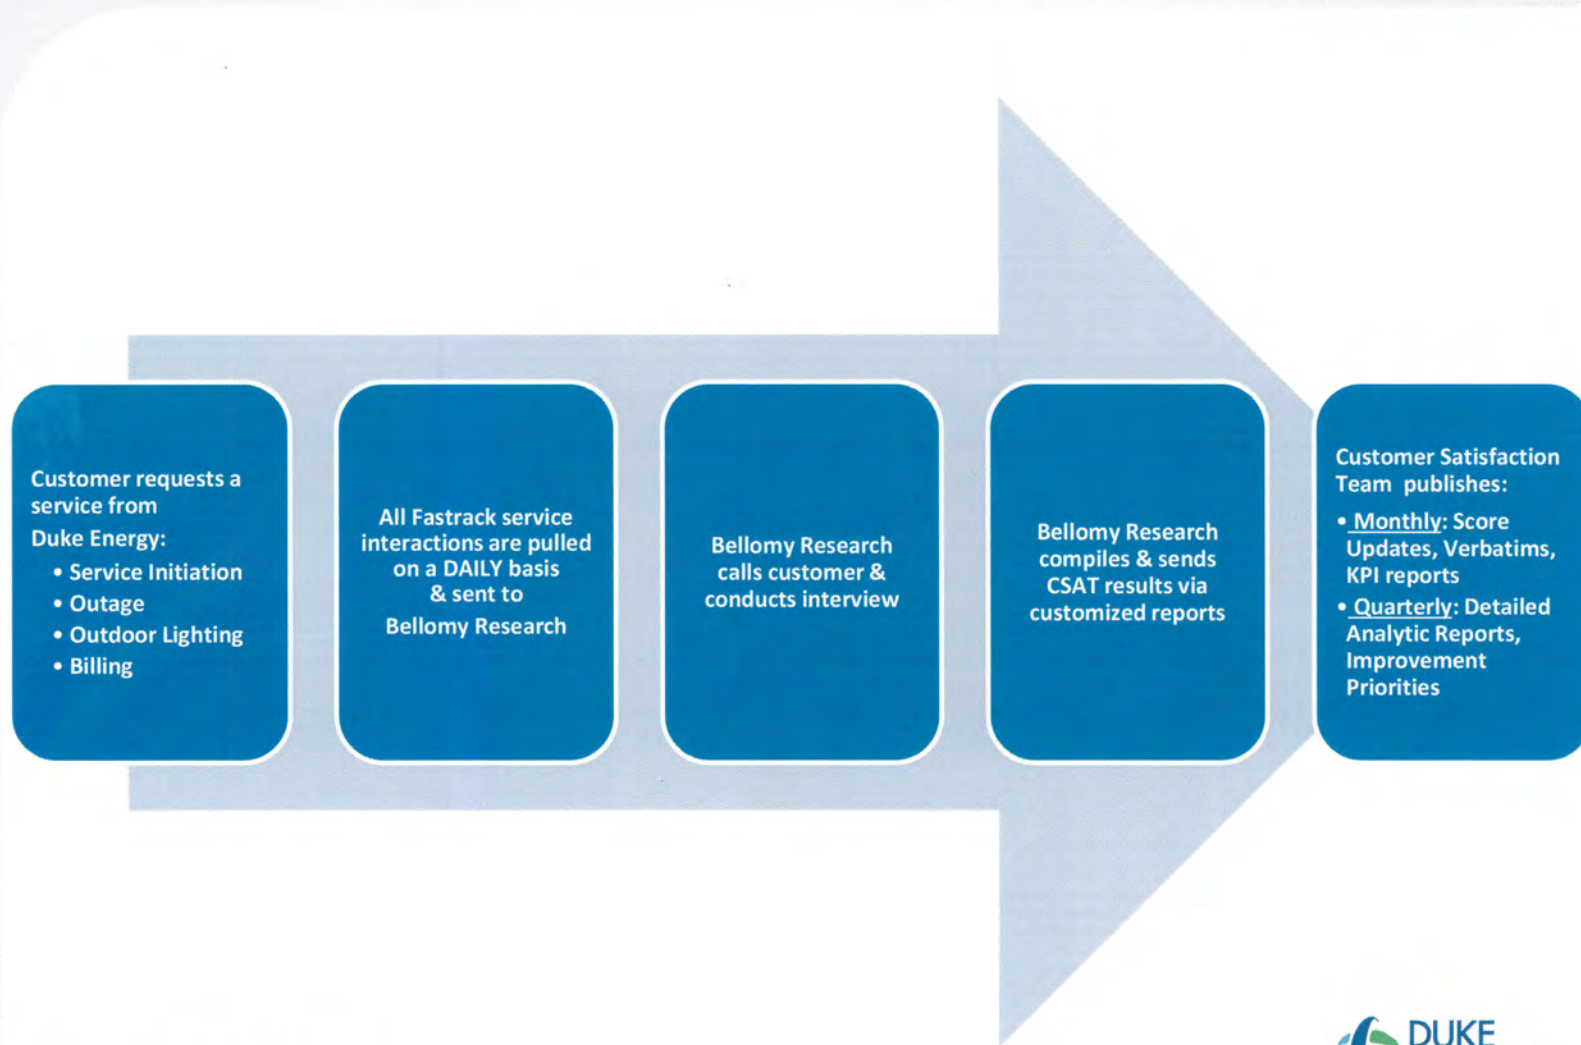 Customer requests a
service from
Duke Energy:
• Service Initiation
• Outage
• Outdoor Lighting
• Billing
All Fastrack service
interactions are pulled
on a DAILY basis
& sent to
Bellomy Research
Bellomy Research
calls customer &
conducts interview
Bellomy Research
compiles & sends
CSAT results via
customized reports
Customer Satisfaction
Team publishes:
• Monthly: Score
Updates, Verbatims,
KPI reports
• Quarterly: Detailed
Analytic Reports,
Improvement
Priorities
DUKE